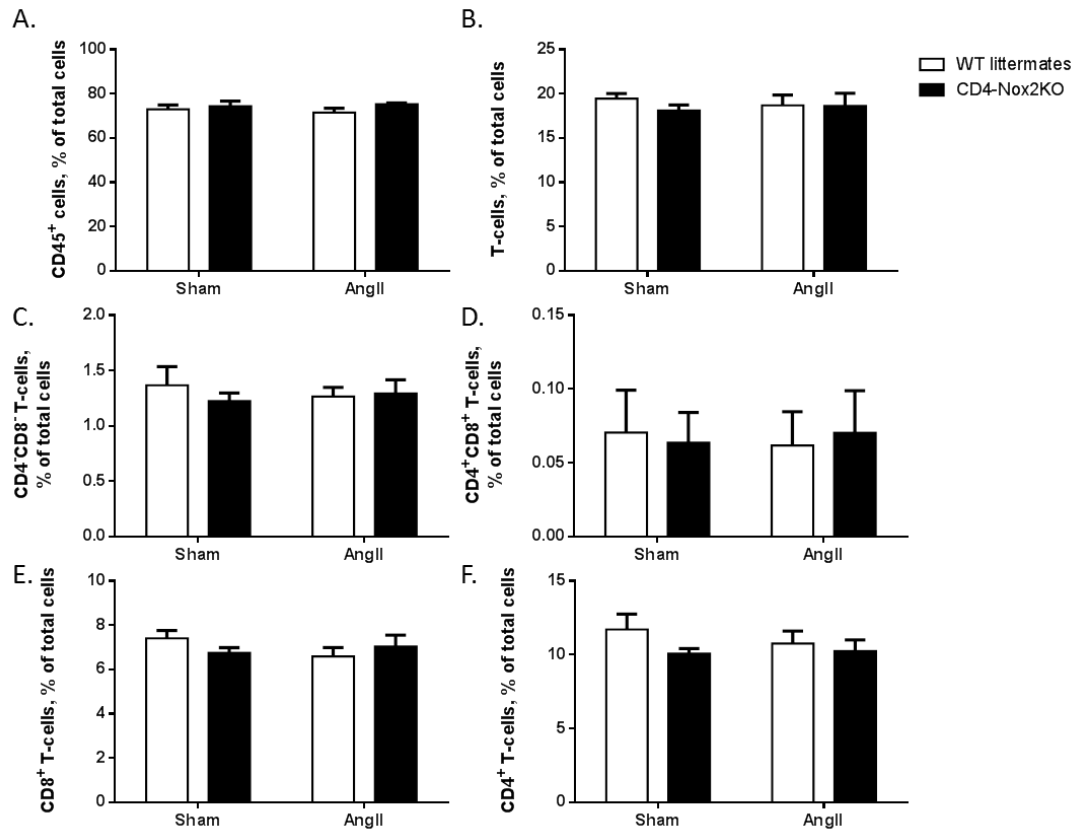 A.
CD45+ cells, % of total cells
100
80
60
40
20
0
Sham
AngII
B.
T-cells, % of total cells
25
20
15
10
5
0
Sham
AngII
WT littermates
CD4-Nox2KO
C.
CD4-CD8- T-cells,
% of total cells
2.0
1.5
1.0
0.5
0.0
Sham
AngII
D.
CD4+CD8+ T-cells,
% of total cells
0.15
0.10
0.05
0.00
Sham
AngII
E.
CD8+ T-cells, % of total cells
10
8
6
4
2
0
Sham
AngII
F.
CD4+ T-cells, % of total cells
15
10
5
0
Sham
AngII